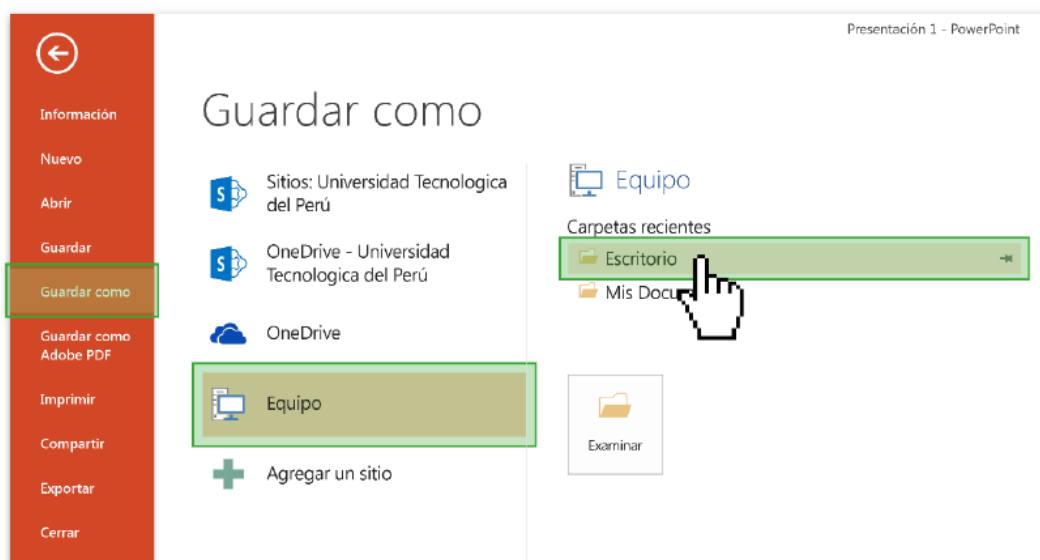 Presentación 1 - PowerPoint
Información
Nuevo
Abrir
Guardar
Guardar como
Guardar como
Adobe PDF
Imprimir
Compartir
Exportar
Cerrar
Guardar como
Sitios: Universidad Tecnologica
del Perú
OneDrive - Universidad
Tecnologica del Perú
OneDrive
Equipo
Agregar un sitio
Equipo
Carpetas recientes
Escritorio
Mis
Examinar